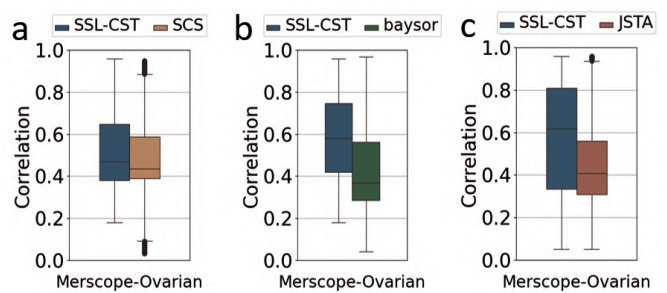 a SSL-CST SCS
1.0
0.8
0.6
0.4
0.2
0.0
Correlation
Merscope-Ovarian
b SSL-CST baysor
1.0
0.8
0.6
0.4
0.2
0.0
Correlation
Merscope-Ovarian
c SSL-CST JSTA
1.0
0.8
0.6
0.4
0.2
0.0
Correlation
Merscope-Ovarian